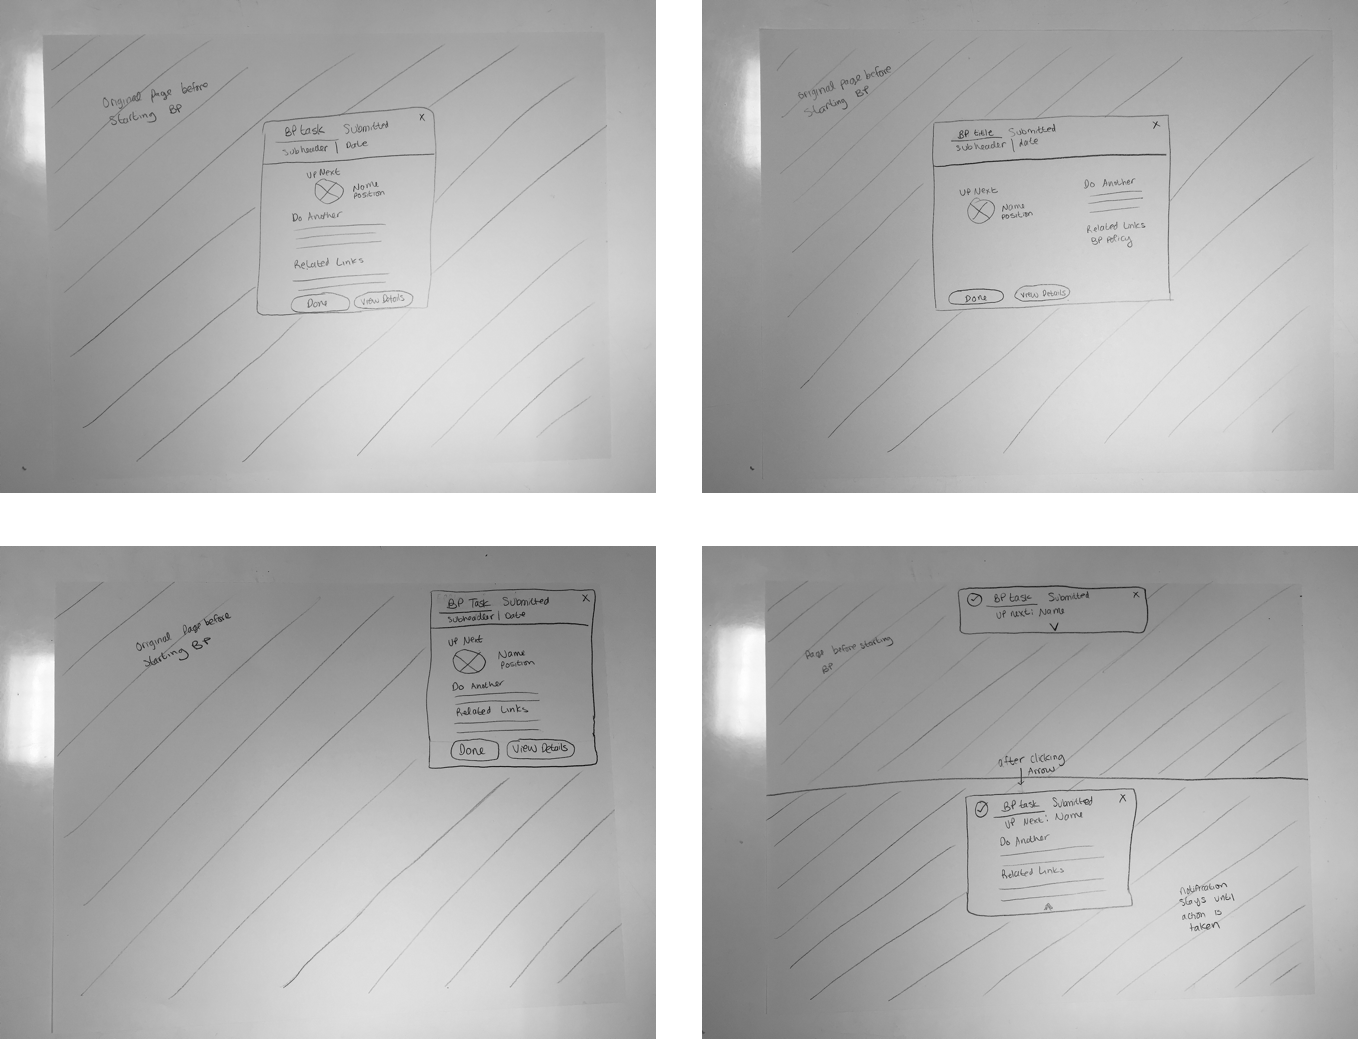 Original Page before
Starting BP
BP task Submitted
X
Subheader | Date
UP Next
Name
Position
Do Another
Related Links
Done
View Details
Original Page before
Starting BP
BP title Submitted
X
Subheader | date
UP Next
Name
Position
Do Another
Related Links
BP Policy
Done
View Details
Original Page before
Starting BP
BP Task Submitted
X
Subheader | Date
UP Next
Name
Position
Do Another
Related Links
Done
View Details
BP task Submitted
X
UP next: Name
Page before starting
BP
after clicking
Arrow
BP task Submitted
X
UP Next: Name
Do Another
Related Links
notification
stays until
action is
taken